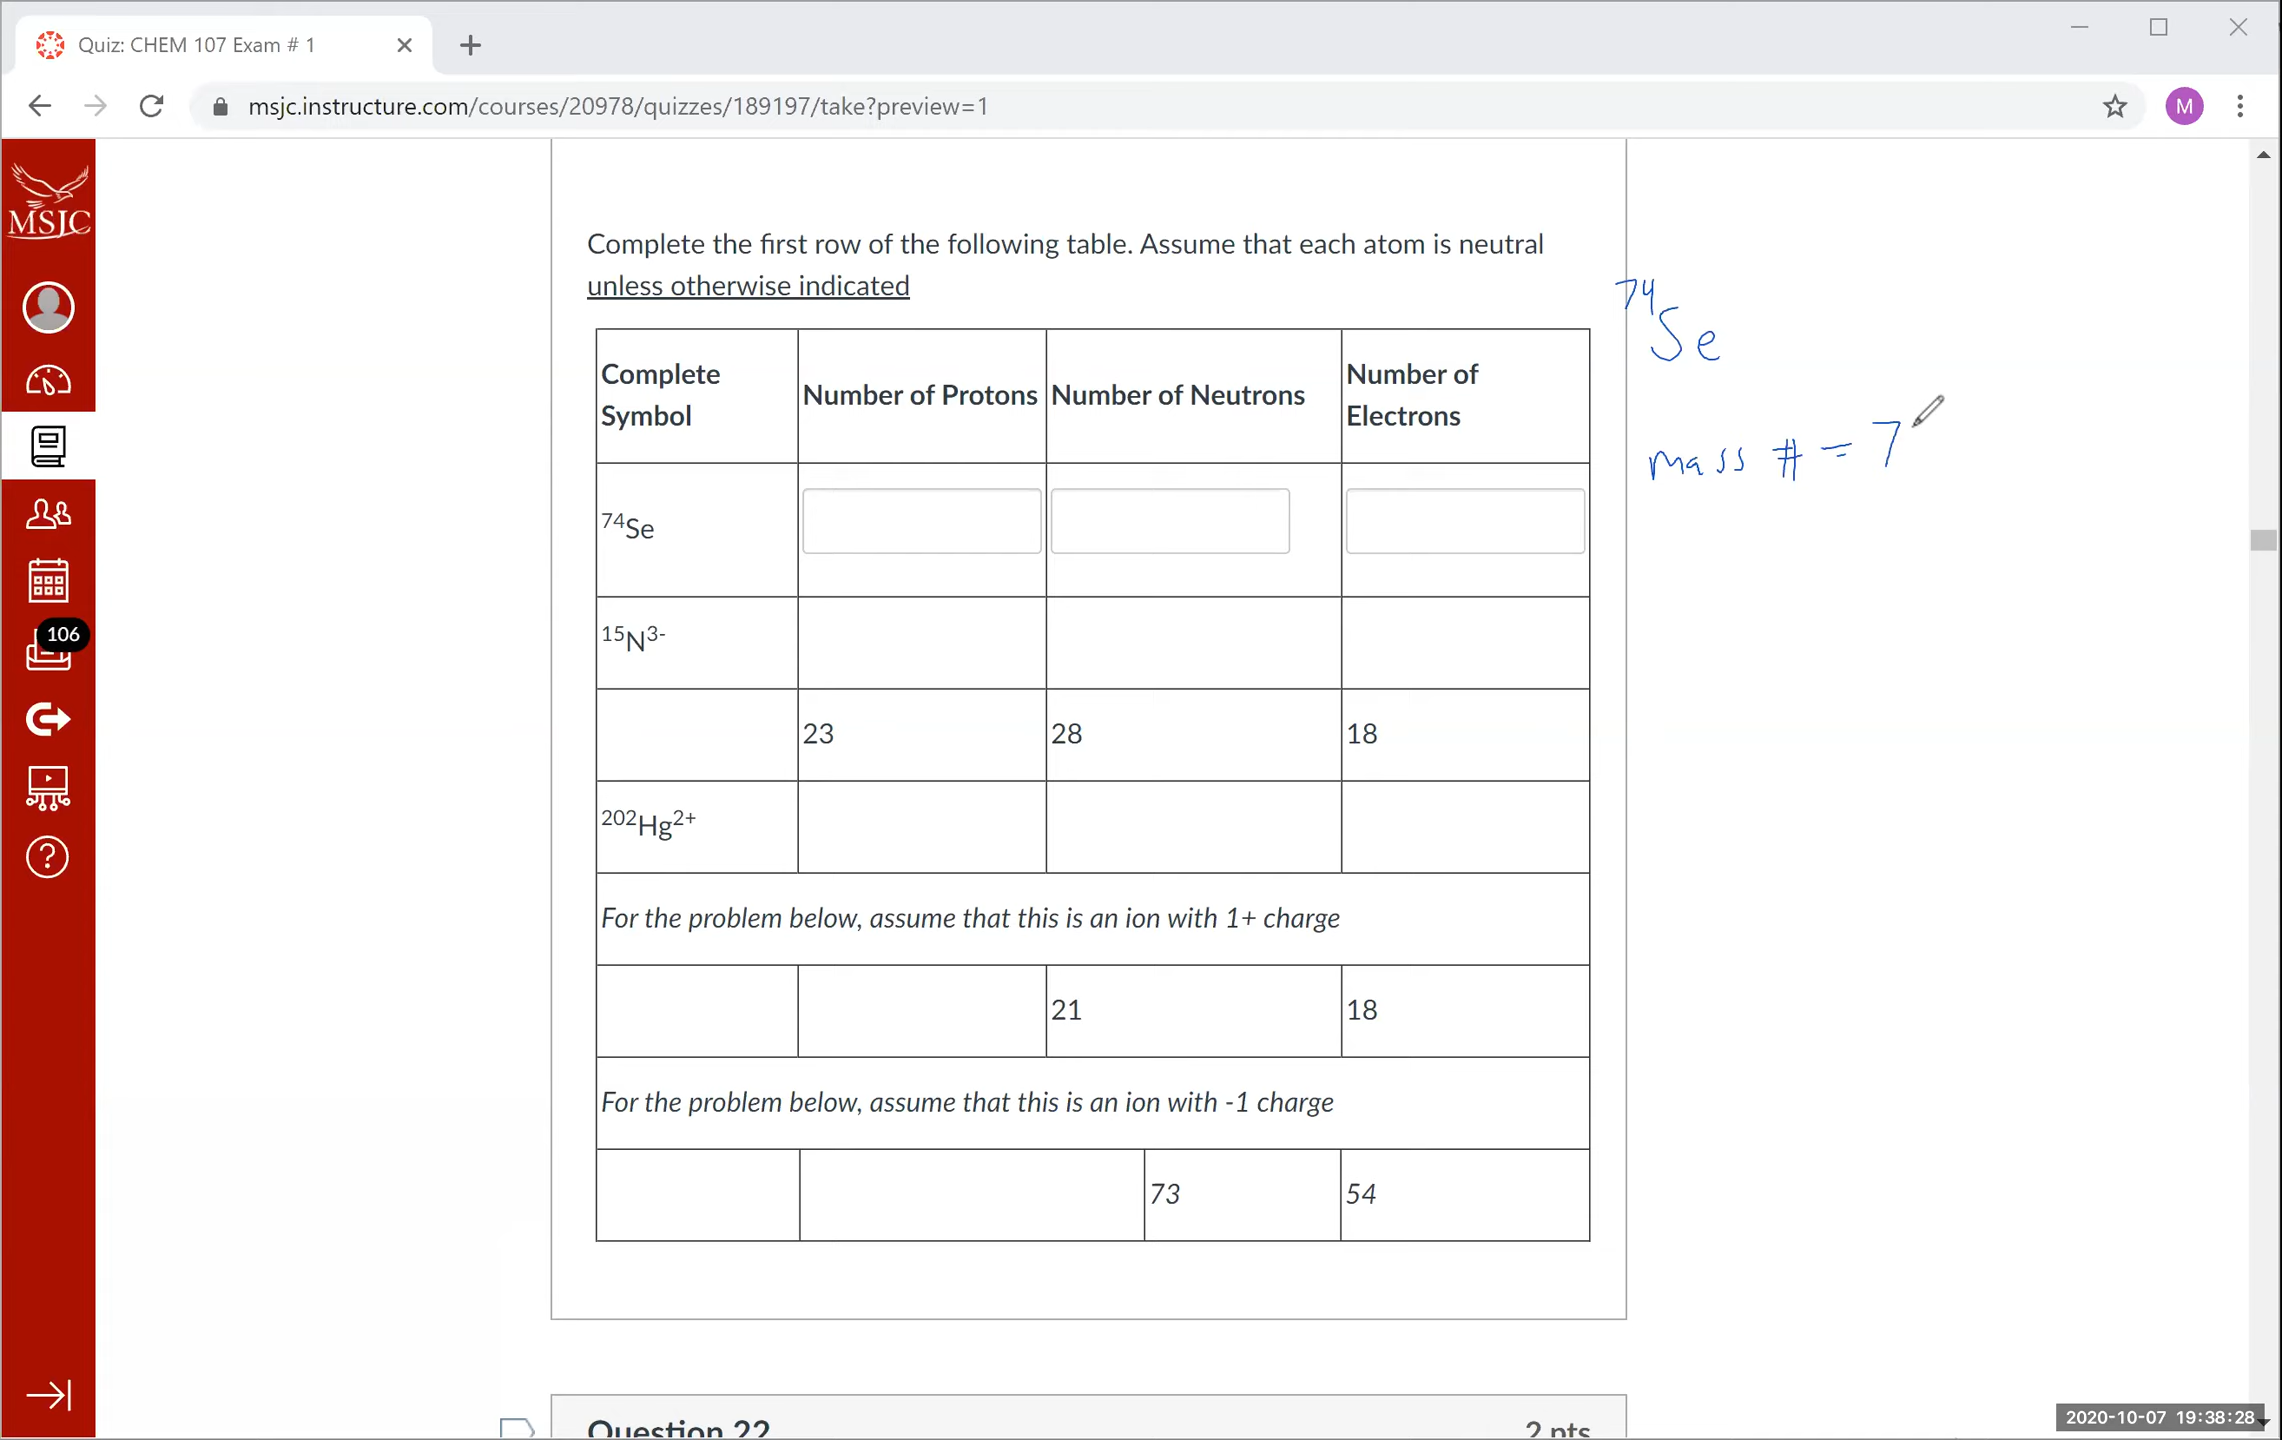 Quiz: CHEM 107 Exam # 1
msjc.instructure.com/courses/20978/quizzes/189197/take?preview=1
M
MSJC
106
Complete the first row of the following table. Assume that each atom is neutral
unless otherwise indicated
Complete Symbol Number of Protons Number of Neutrons Number of Electrons
⁷⁴Se
¹⁵N³⁻
23 28 18
²⁰²Hg²⁺
For the problem below, assume that this is an ion with 1+ charge
21 18
For the problem below, assume that this is an ion with -1 charge
73 54
⁷⁴Se
mass # = 7
Question 22 2 pts
2020-10-07 19:38:28